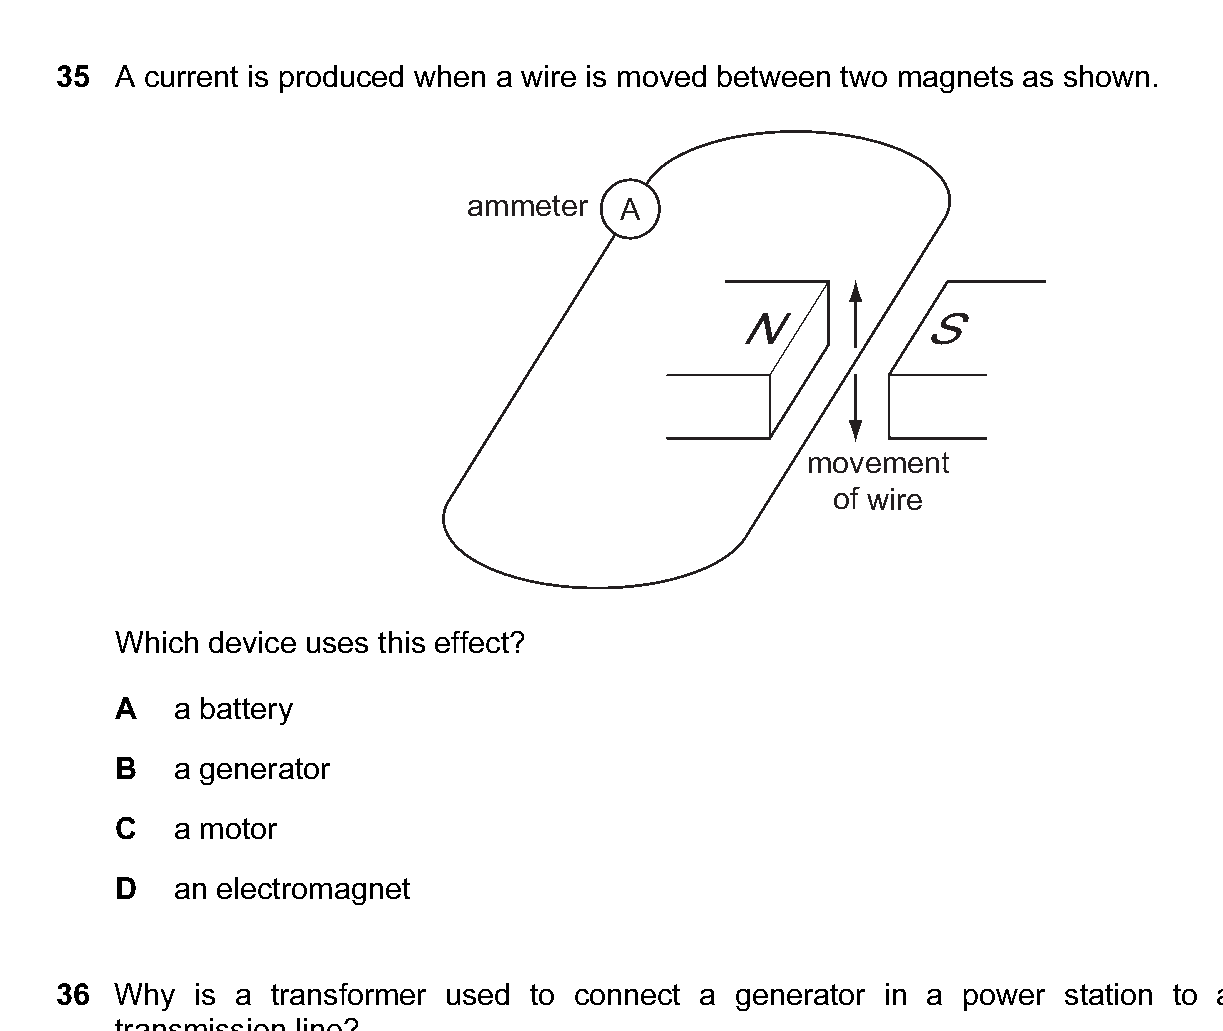 35 A current is produced when a wire is moved between two magnets as shown.
ammeter A
N S
movement
of wire
Which device uses this effect?
A a battery
B a generator
C a motor
D an electromagnet
36 Why is a transformer used to connect a generator in a power station to a
transmission line?